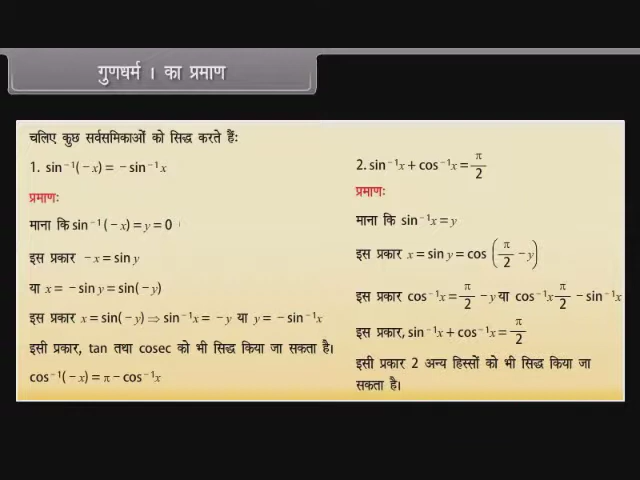 गुणधर्म । का प्रमाण
चलिए कुछ सर्वसमिकाओं को सिद्ध करते हैंः
1. sin⁻¹(−x) = −sin⁻¹x
प्रमाणः
माना कि sin⁻¹(−x) = y = 0
इस प्रकार −x = sin y
या x = −sin y = sin(−y)
इस प्रकार x = sin(−y) ⇒ sin⁻¹x = −y या y = −sin⁻¹x
इसी प्रकार, tan तथा cosec को भी सिद्ध किया जा सकता है।
cos⁻¹(−x) = π − cos⁻¹x
2. sin⁻¹x + cos⁻¹x = π/2
प्रमाणः
माना कि sin⁻¹x = y
इस प्रकार x = sin y = cos (π/2 − y)
इस प्रकार cos⁻¹x = π/2 − y या cos⁻¹x π/2 − sin⁻¹x
इस प्रकार, sin⁻¹x + cos⁻¹x = π/2
इसी प्रकार 2 अन्य हिस्सों को भी सिद्ध किया जा
सकता है।